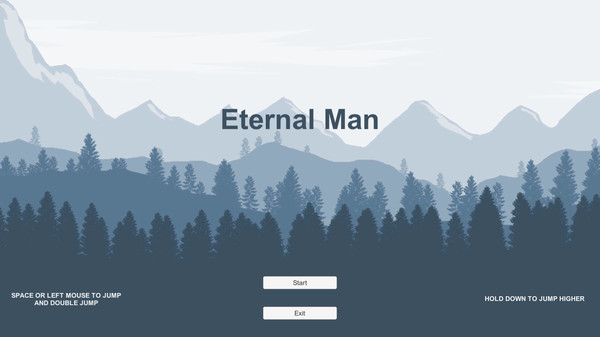 Eternal Man
Start
SPACE OR LEFT MOUSE TO JUMP
AND DOUBLE JUMP
HOLD DOWN TO JUMP HIGHER
Exit